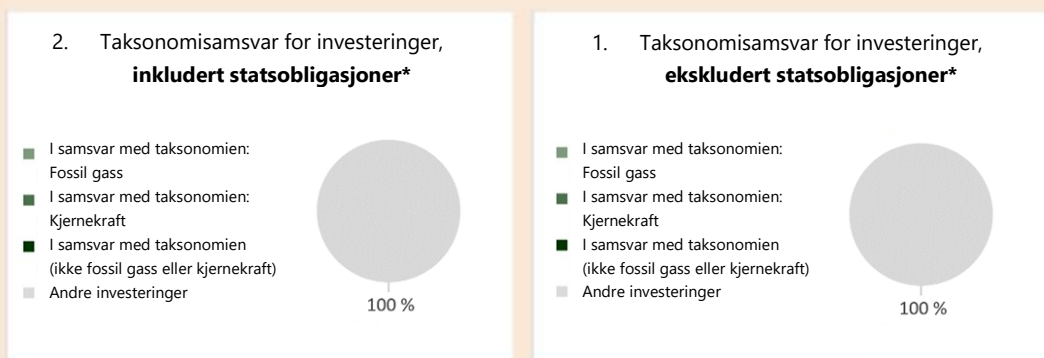 2. Taksonomisamsvar for investeringer,
inkludert statsobligasjoner*
I samsvar med taksonomien:
Fossil gass
I samsvar med taksonomien:
Kjernekraft
I samsvar med taksonomien
(ikke fossil gass eller kjernekraft)
Andre investeringer
100 %
1. Taksonomisamsvar for investeringer,
ekskludert statsobligasjoner*
I samsvar med taksonomien:
Fossil gass
I samsvar med taksonomien:
Kjernekraft
I samsvar med taksonomien
(ikke fossil gass eller kjernekraft)
Andre investeringer
100 %